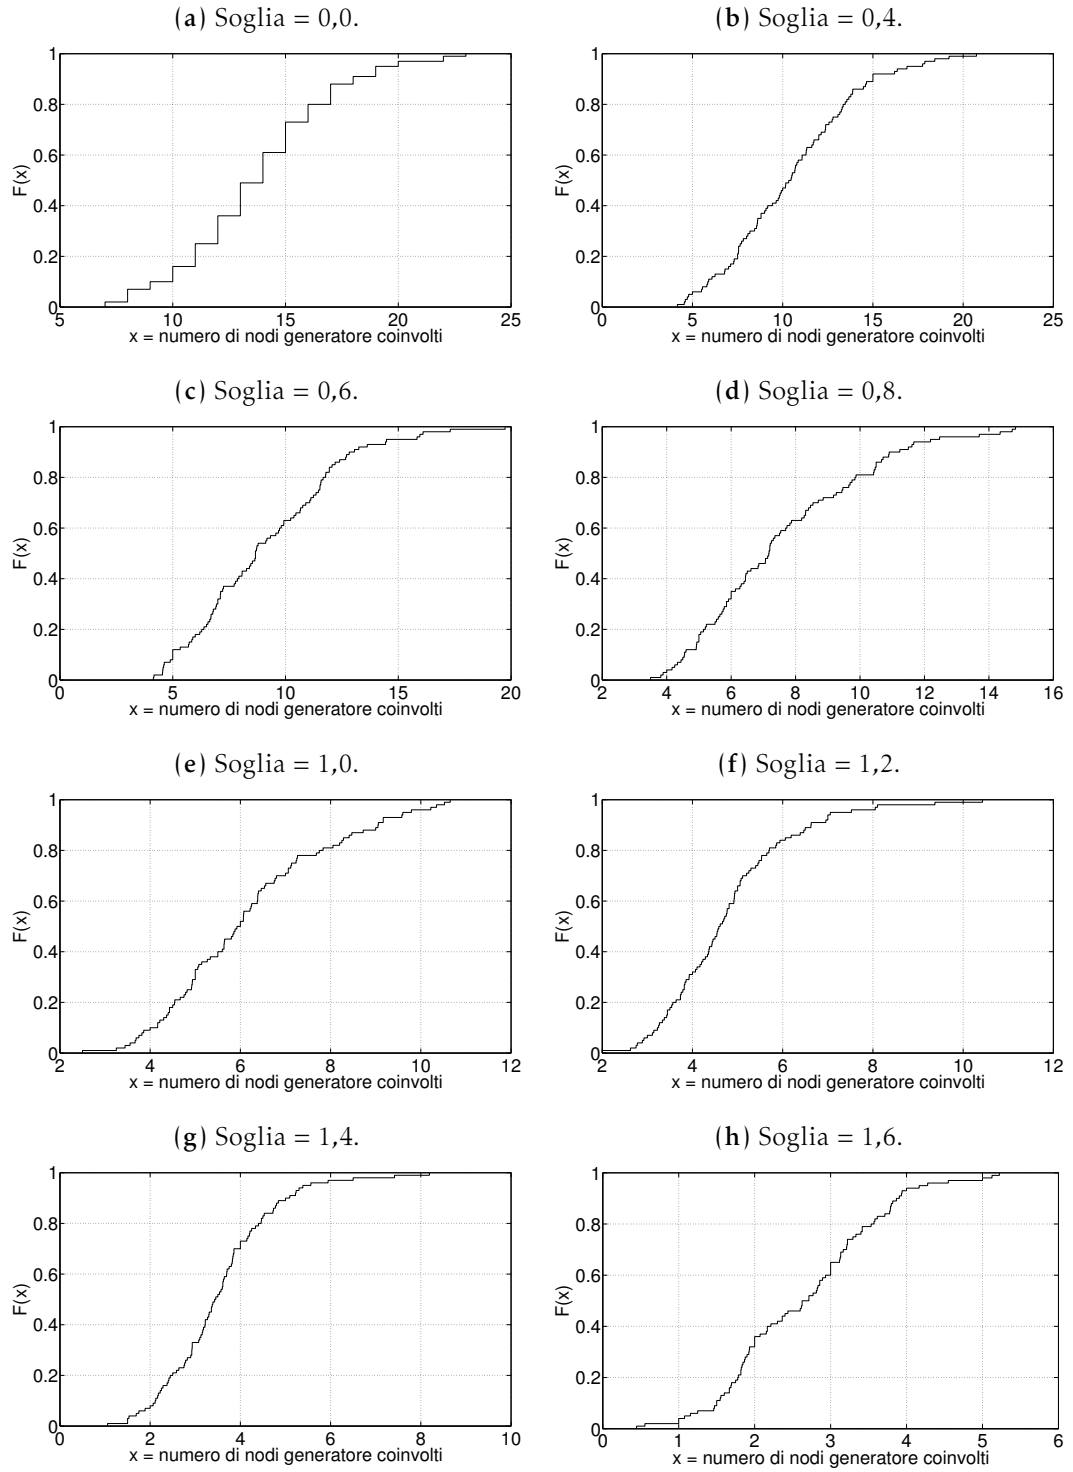 (a) Soglia = 0,0.
1
0.8
0.6
0.4
0.2
0
F(x)
5 10 15 20 25
x = numero di nodi generatore coinvolti
(b) Soglia = 0,4.
1
0.8
0.6
0.4
0.2
0
F(x)
0 5 10 15 20 25
x = numero di nodi generatore coinvolti
(c) Soglia = 0,6.
1
0.8
0.6
0.4
0.2
0
F(x)
0 5 10 15 20
x = numero di nodi generatore coinvolti
(d) Soglia = 0,8.
1
0.8
0.6
0.4
0.2
0
F(x)
2 4 6 8 10 12 14 16
x = numero di nodi generatore coinvolti
(e) Soglia = 1,0.
1
0.8
0.6
0.4
0.2
0
F(x)
2 4 6 8 10 12
x = numero di nodi generatore coinvolti
(f) Soglia = 1,2.
1
0.8
0.6
0.4
0.2
0
F(x)
2 4 6 8 10 12
x = numero di nodi generatore coinvolti
(g) Soglia = 1,4.
1
0.8
0.6
0.4
0.2
0
F(x)
0 2 4 6 8 10
x = numero di nodi generatore coinvolti
(h) Soglia = 1,6.
1
0.8
0.6
0.4
0.2
0
F(x)
0 1 2 3 4 5 6
x = numero di nodi generatore coinvolti